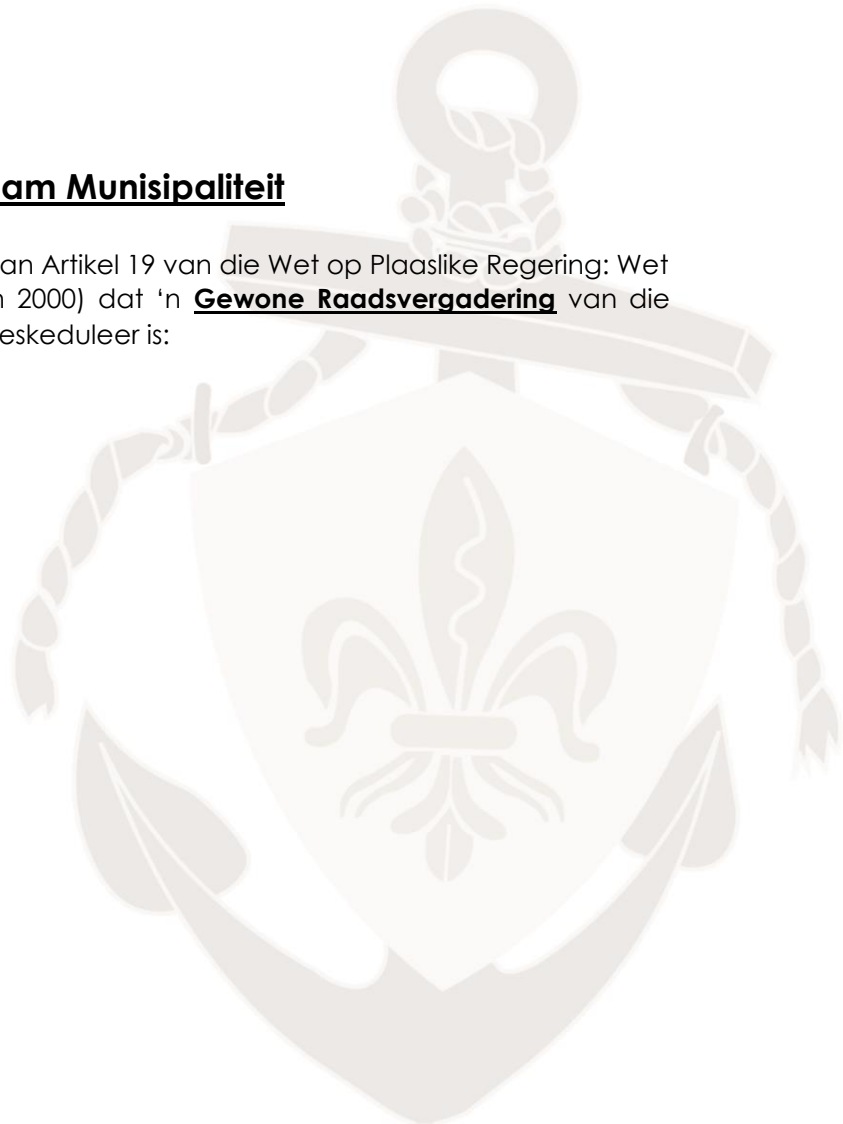 am Munisipaliteit
an Artikel 19 van die Wet op Plaaslike Regering: Wet
2000) dat ‘n Gewone Raadsvergadering van die
eskeduleer is: